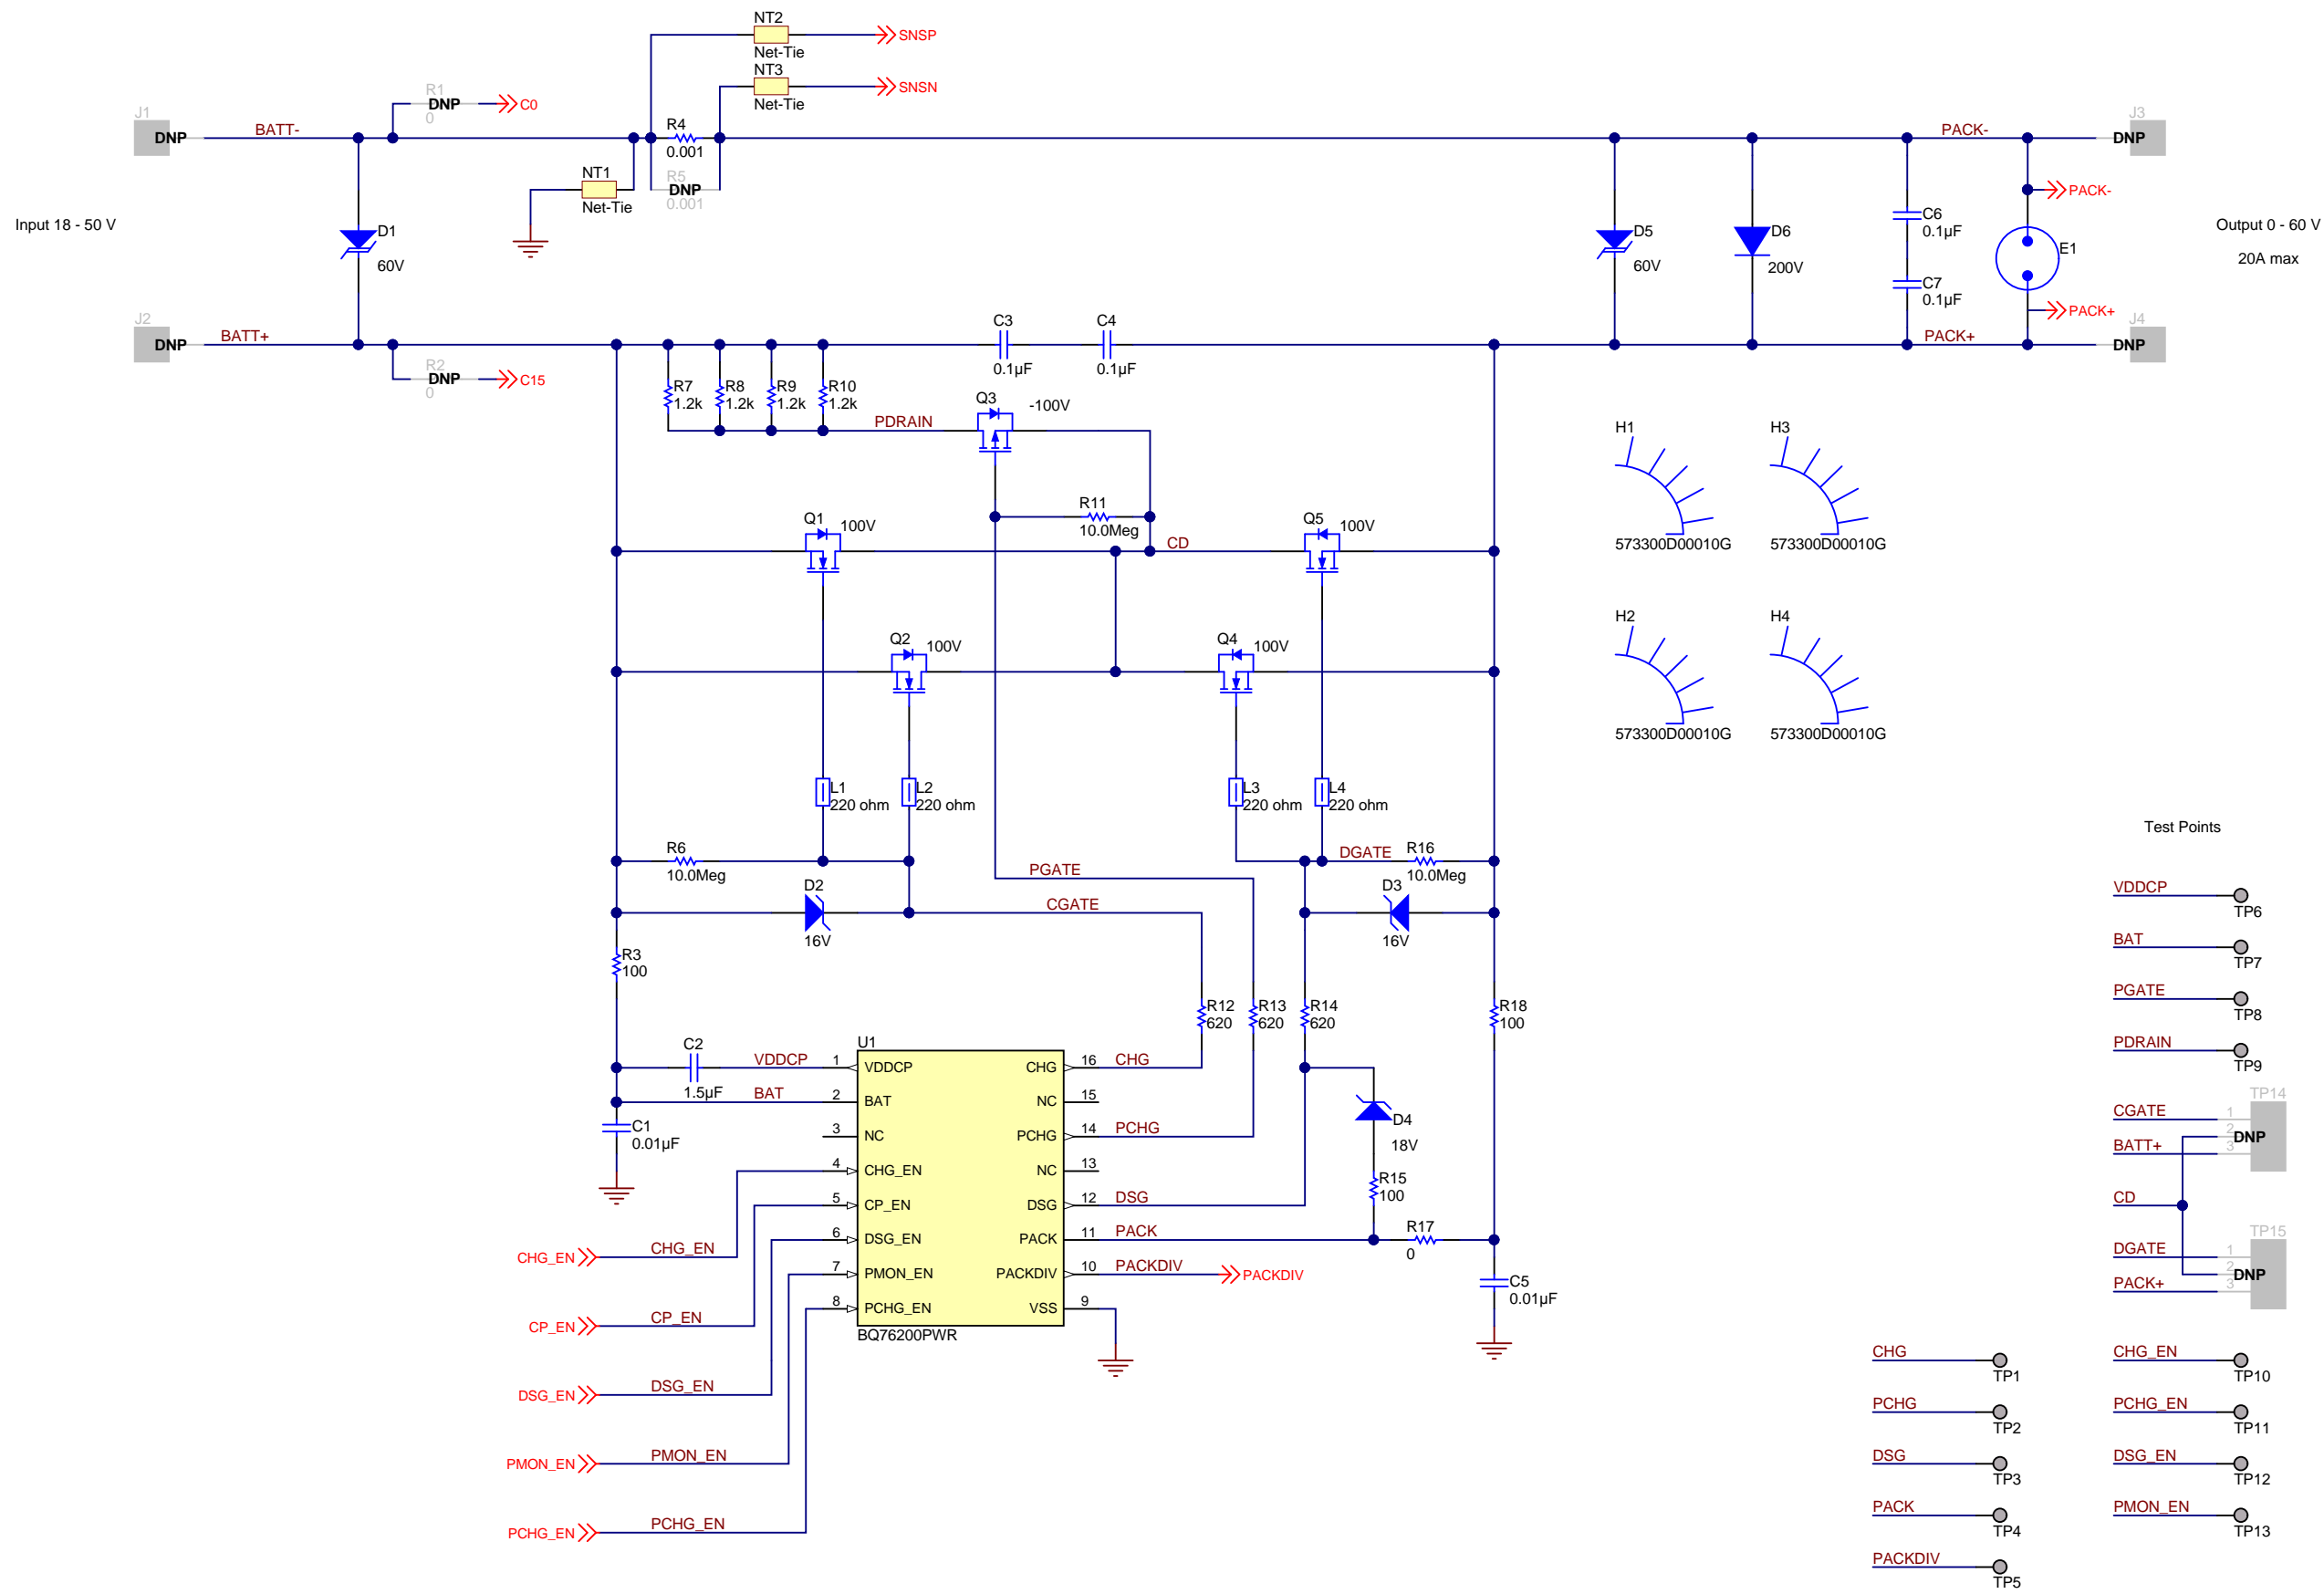 NT2
Net-Tie
SNSP
NT3
Net-Tie
SNSN
R1
DNP
0
C0
J1
DNP
BATT-
R4
0.001
R5
DNP
0.001
NT1
Net-Tie
PACK-
J3
DNP
Input 18 - 50 V
D1
60V
D5
60V
D6
200V
C6
0.1µF
C7
0.1µF
PACK-
E1
PACK+
Output 0 - 60 V
20A max
J2
DNP
BATT+
R2
DNP
0
C15
C3
0.1µF
C4
0.1µF
PACK+
J4
DNP
R7
1.2k
R8
1.2k
R9
1.2k
R10
1.2k
PDRAIN
Q3
-100V
R11
10.0Meg
Q1
100V
CD
Q5
100V
Q2
100V
Q4
100V
H1
573300D00010G
H3
573300D00010G
H2
573300D00010G
H4
573300D00010G
L1
220 ohm
L2
220 ohm
L3
220 ohm
L4
220 ohm
R6
10.0Meg
PGATE
DGATE
R16
10.0Meg
D2
16V
CGATE
D3
16V
R3
100
R12
620
R13
620
R14
620
R18
100
C2
1.5µF
VDDCP
BAT
C1
0.01µF
U1
1
VDDCP
2
BAT
3
NC
4
CHG_EN
5
CP_EN
6
DSG_EN
7
PMON_EN
8
PCHG_EN
CHG
16
CHG
NC
15
PCHG
14
PCHG
NC
13
DSG
12
DSG
PACK
11
PACK
PACKDIV
10
PACKDIV
PACKDIV
VSS
9
BQ76200PWR
D4
18V
R15
100
R17
0
C5
0.01µF
CHG_EN
CHG_EN
CP_EN
CP_EN
DSG_EN
DSG_EN
PMON_EN
PMON_EN
PCHG_EN
PCHG_EN
Test Points
VDDCP
TP6
BAT
TP7
PGATE
TP8
PDRAIN
TP9
TP14
CGATE
1
2
DNP
BATT+
3
CD
TP15
DGATE
1
2
DNP
PACK+
3
CHG
TP1
CHG_EN
TP10
PCHG
TP2
PCHG_EN
TP11
DSG
TP3
DSG_EN
TP12
PACK
TP4
PMON_EN
TP13
PACKDIV
TP5